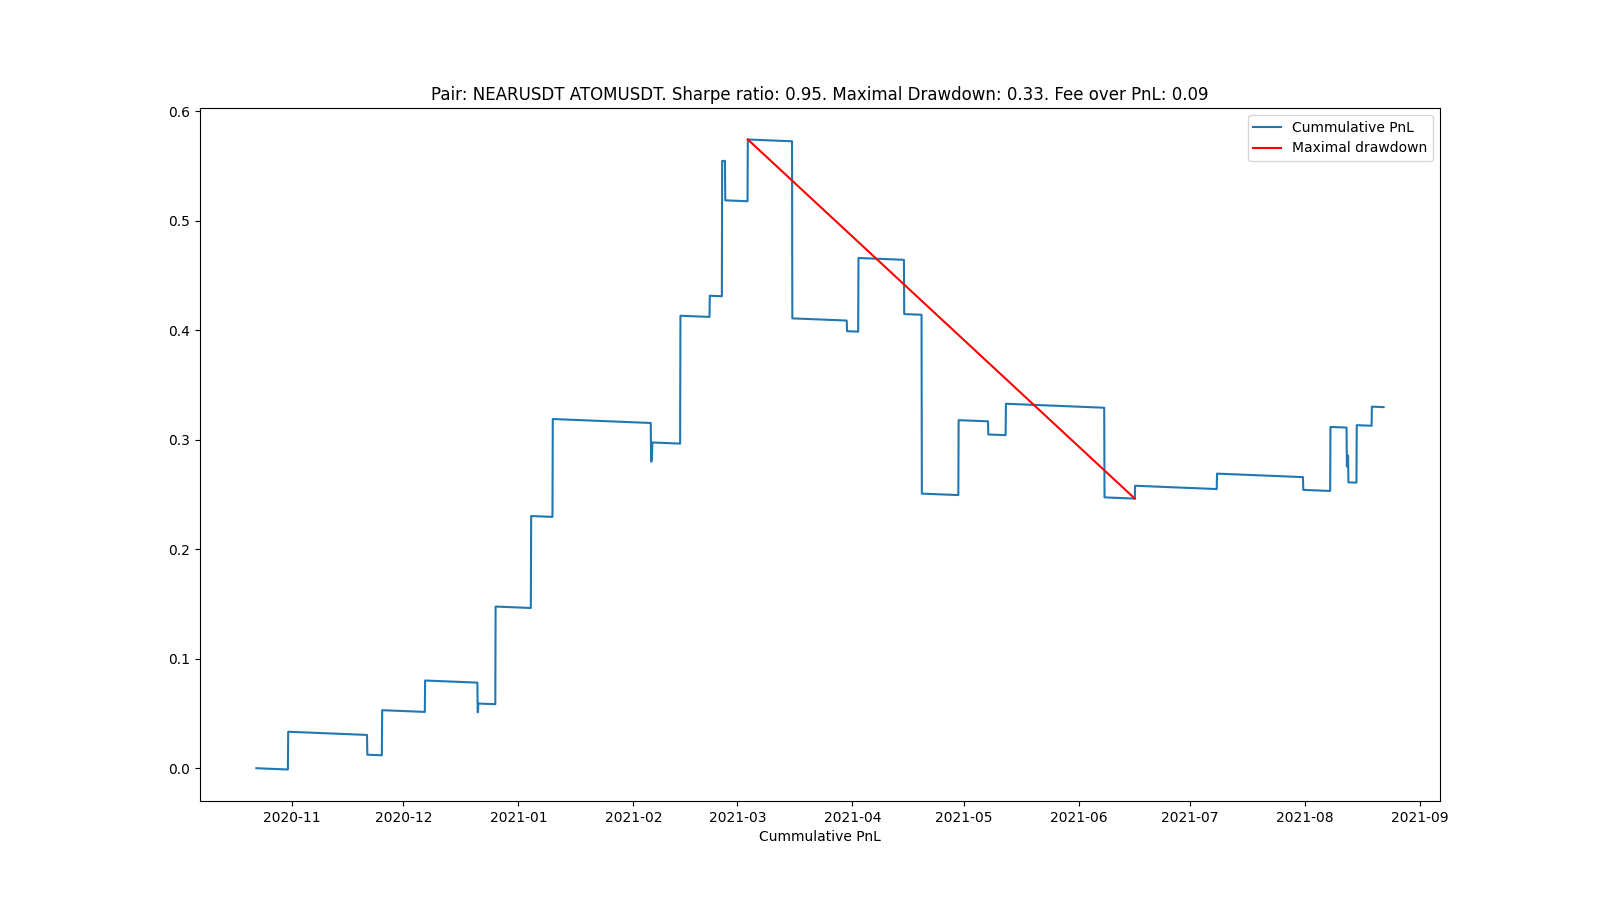 Pair: NEARUSDT ATOMUSDT. Sharpe ratio: 0.95. Maximal Drawdown: 0.33. Fee over PnL: 0.09
Cummulative PnL
Maximal drawdown
0.6
0.5
0.4
0.3
0.2
0.1
0.0
2020-11 2020-12 2021-01 2021-02 2021-03 2021-04 2021-05 2021-06 2021-07 2021-08 2021-09
Cummulative PnL